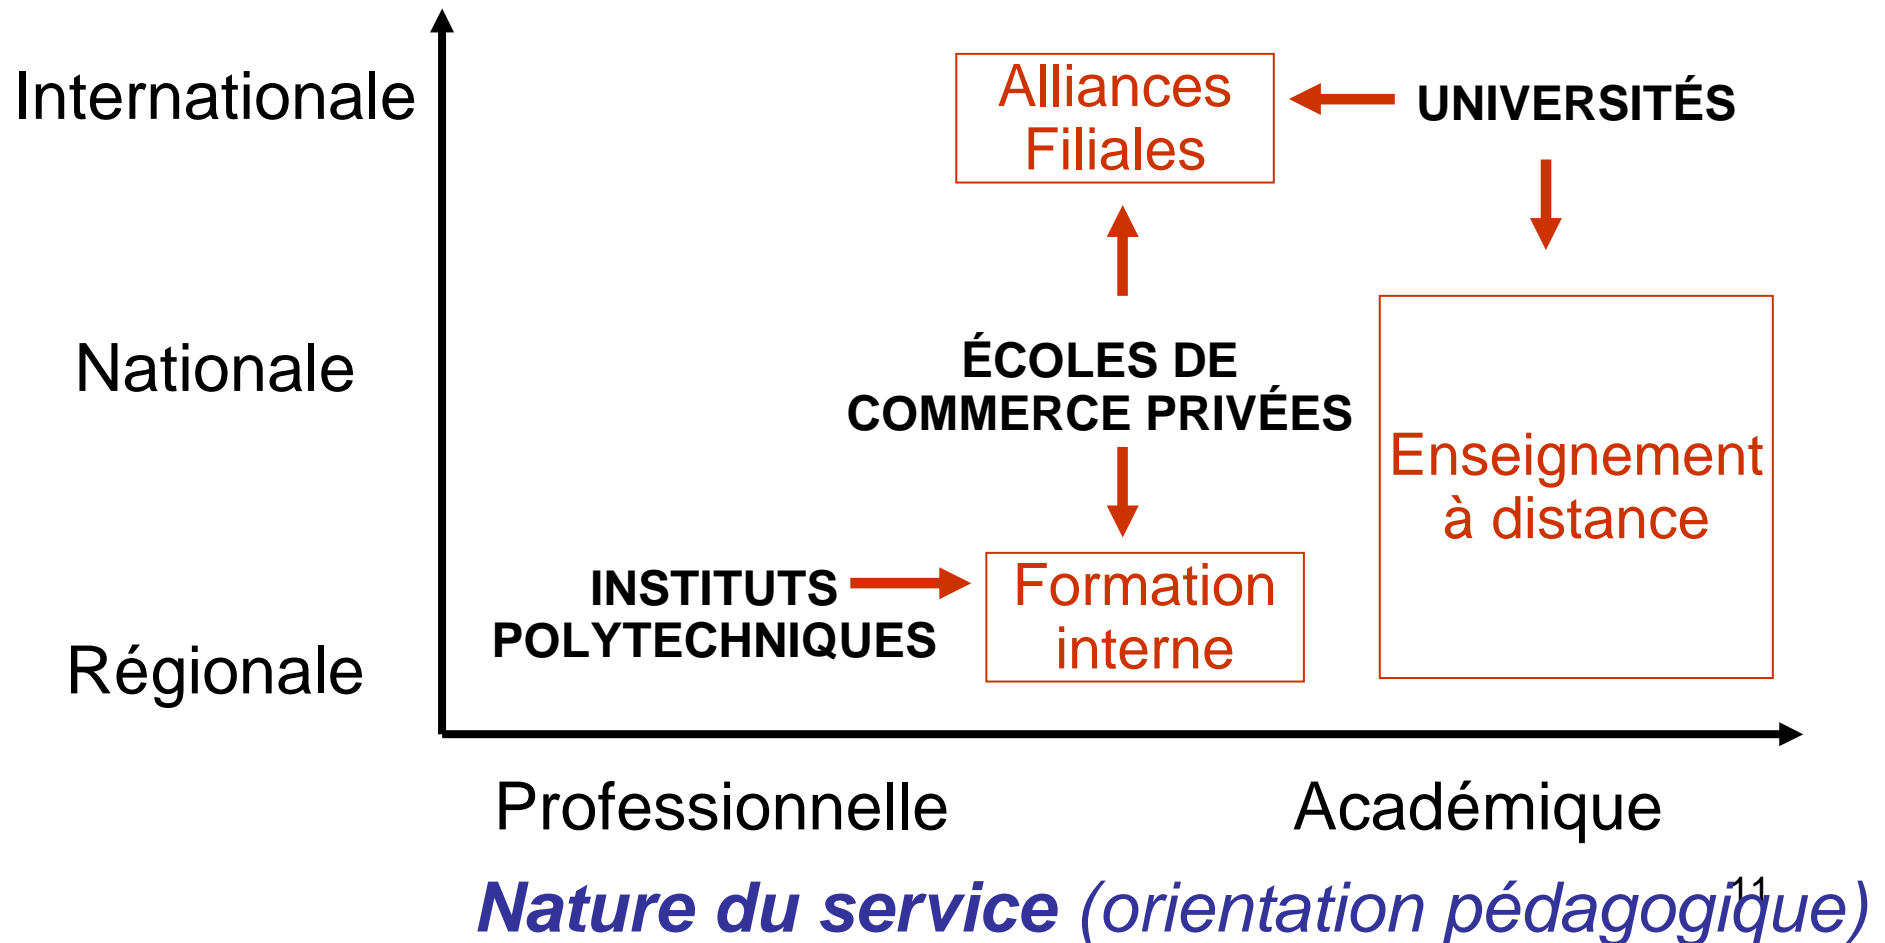 Internationale
Alliances
Filiales
UNIVERSITÉS
Nationale
ÉCOLES DE
COMMERCE PRIVÉES
Enseignement
à distance
INSTITUTS
POLYTECHNIQUES
Formation
interne
Régionale
Professionnelle
Académique
Nature du service (orientation pédagogique)
11